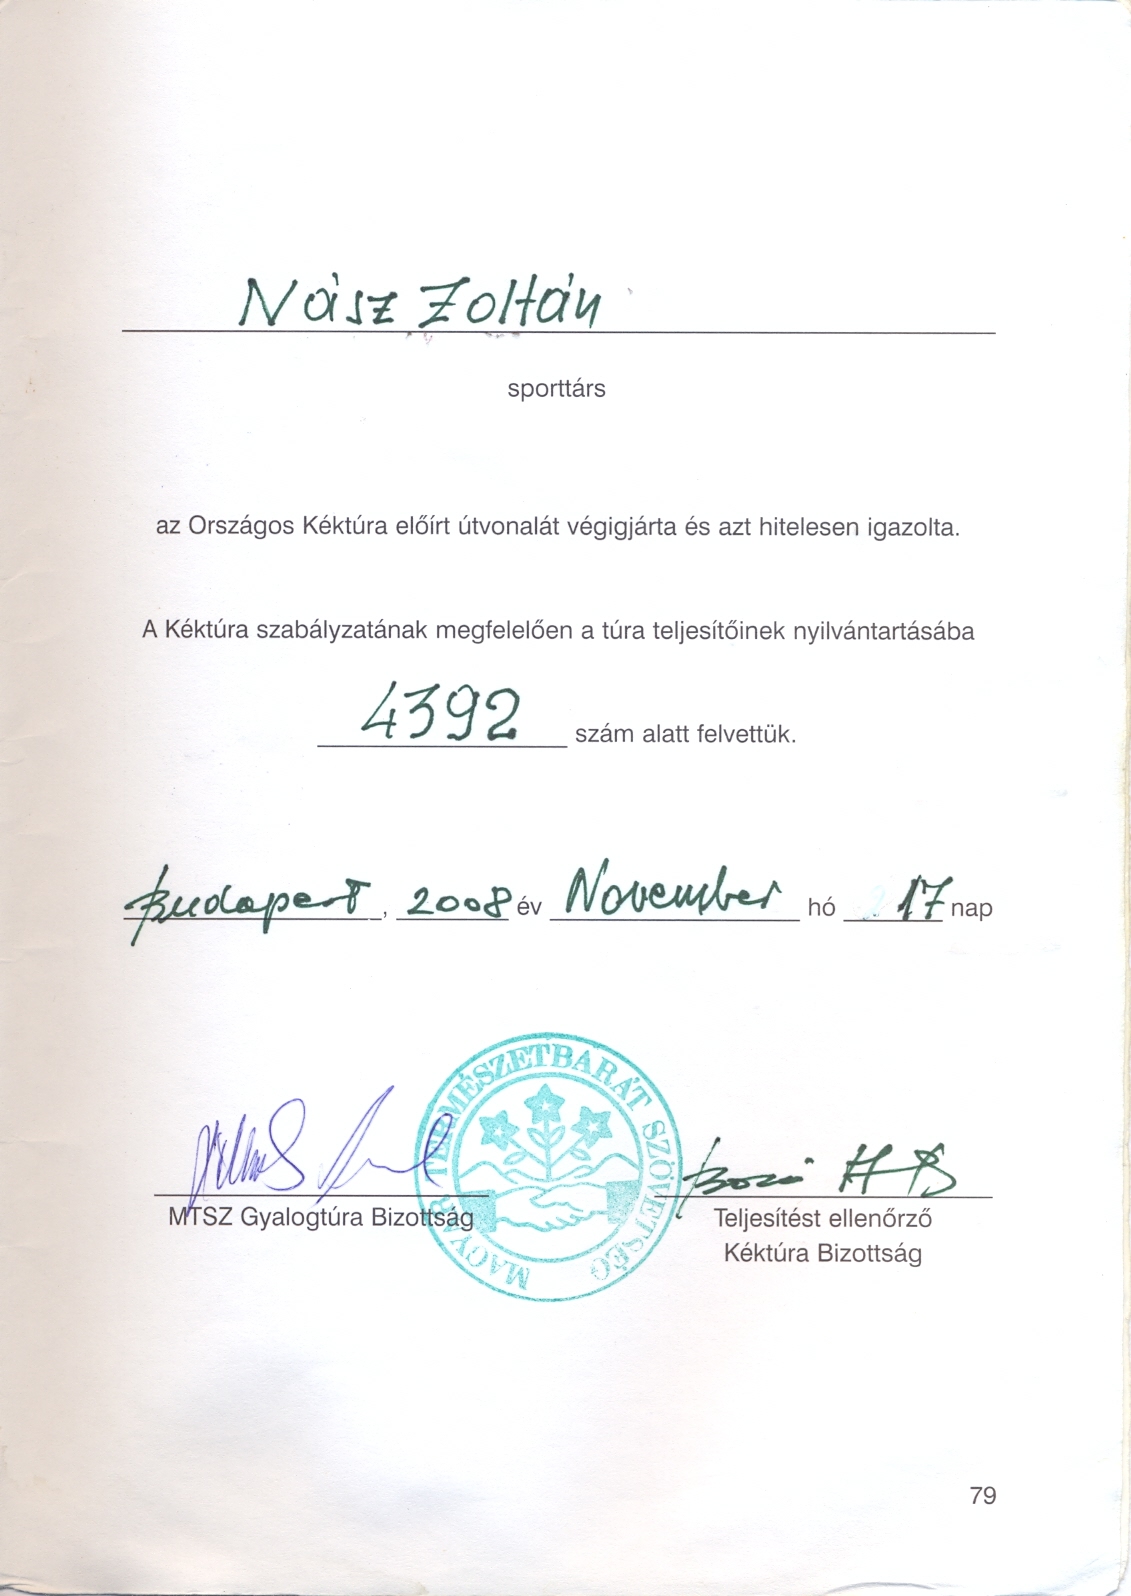 Nász Zoltán
sporttárs
az Országos Kéktúra előírt útvonalát végigjárta és azt hitelesen igazolta.
A Kéktúra szabályzatának megfelelően a túra teljesítőinek nyilvántartásába
4392 szám alatt felvettük.
Budapest, 2008 év November hó 17 nap
MAGYAR TERMÉSZETBARÁT SZÖVETSÉG
MTSZ Gyalogtúra Bizottság
Teljesítést ellenőrző
Kéktúra Bizottság
79